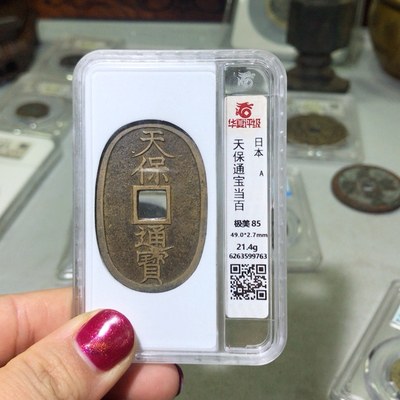 天保
通寶
华夏评级
日本
A
天保通宝当百
极美 85
49.0*2.7mm
21.4g
6263599763